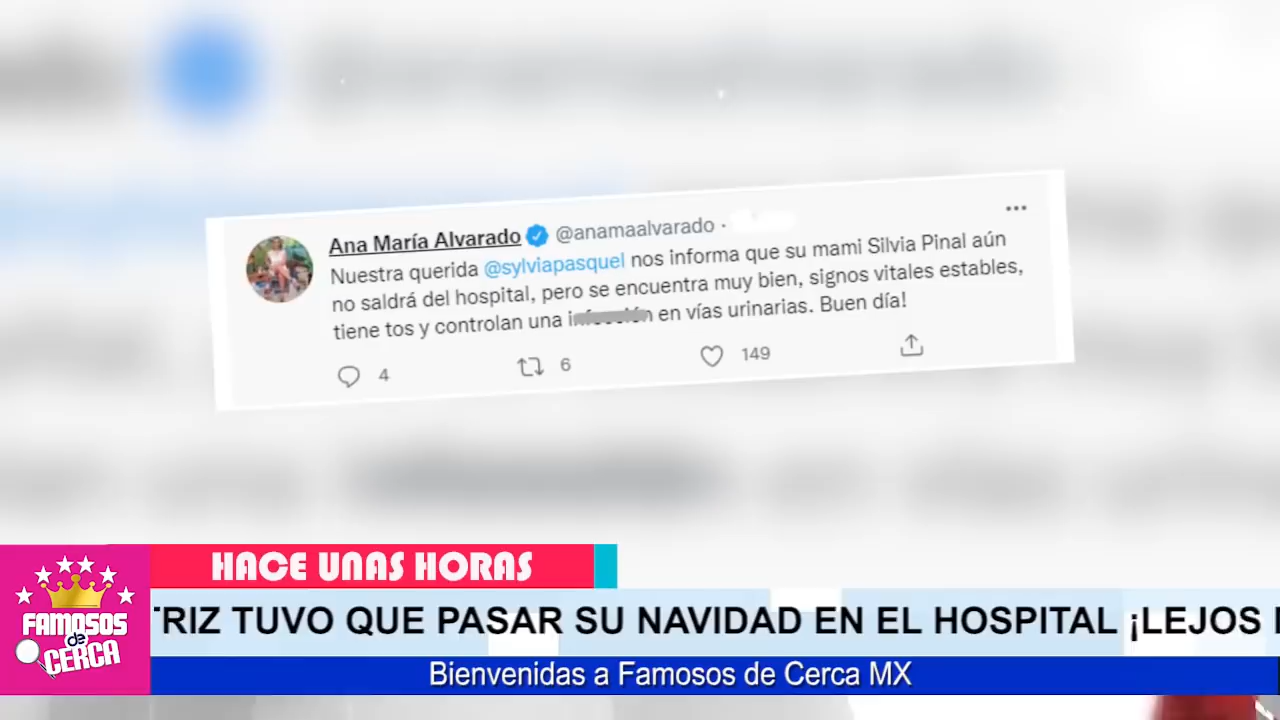 Ana María Alvarado @anamaalvarado ·
Nuestra querida @sylviapasquel nos informa que su mami Silvia Pinal aún
no saldrá del hospital, pero se encuentra muy bien, signos vitales estables,
tiene tos y controlan una infección en vías urinarias. Buen día!
4 6 149
HACE UNAS HORAS
TRIZ TUVO QUE PASAR SU NAVIDAD EN EL HOSPITAL ¡LEJOS
FAMOSOS
de
CERCA
Bienvenidas a Famosos de Cerca MX